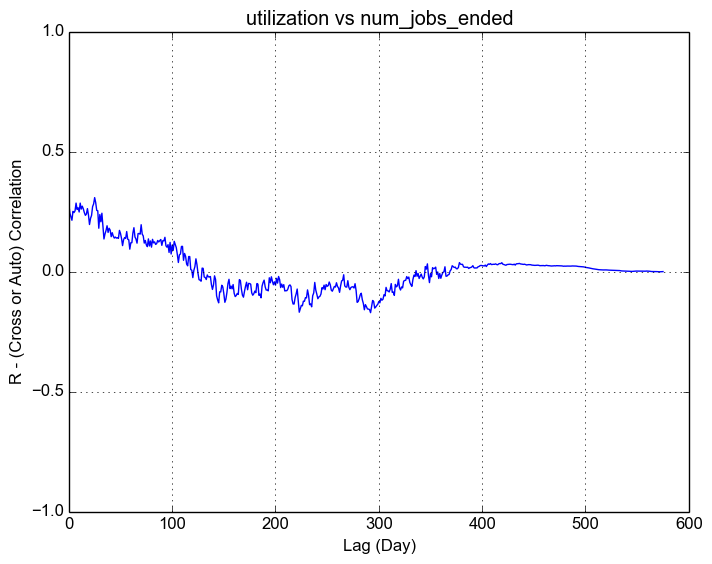 utilization vs num_jobs_ended
1.0
0.5
0.0
−0.5
−1.0
R - (Cross or Auto) Correlation
0 100 200 300 400 500 600
Lag (Day)